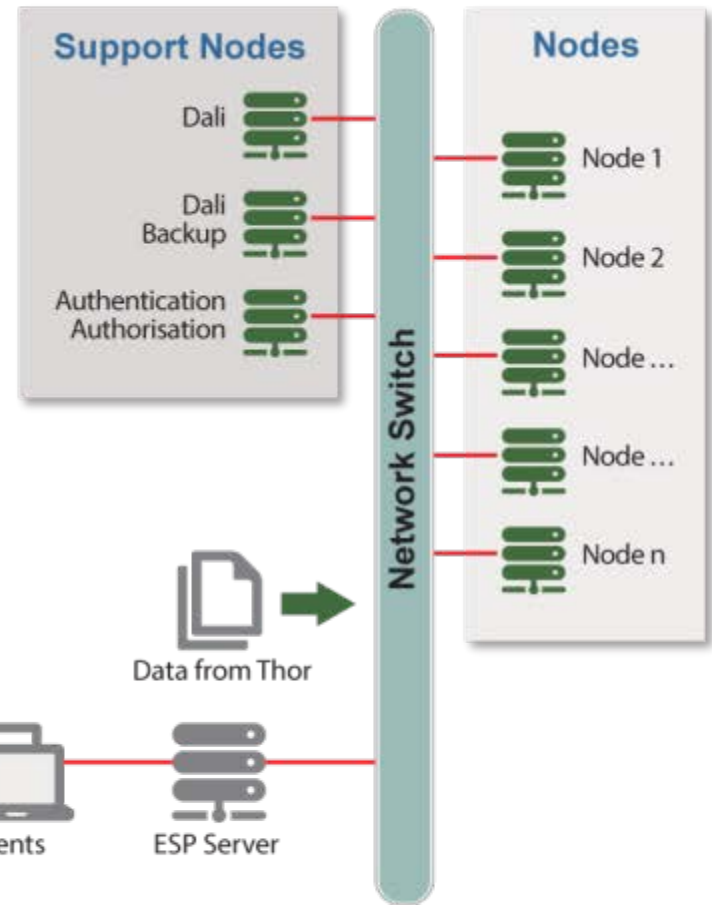 Support Nodes
Dali
Dali
Backup
Authentication
Authorisation
Network Switch
Nodes
Node 1
Node 2
Node ...
Node ...
Node n
Data from Thor
ents
ESP Server